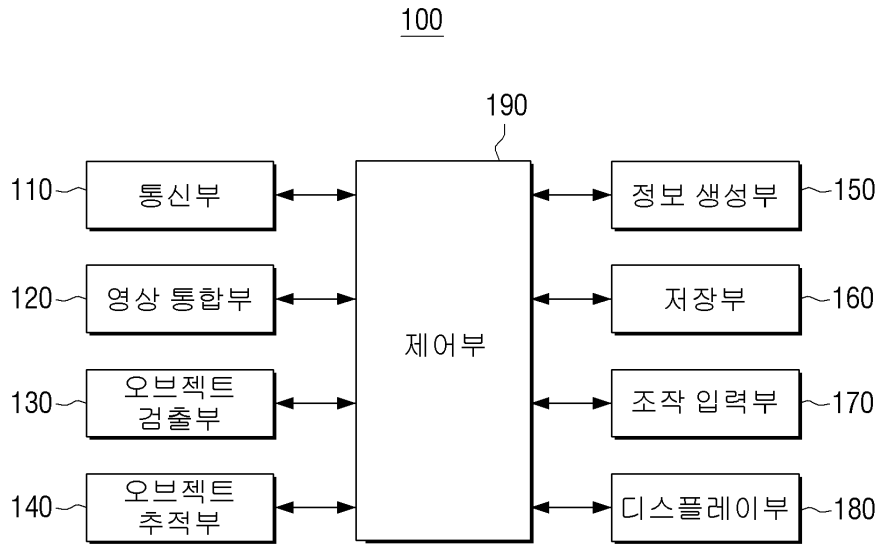 100
190
110
통신부
정보 생성부
150
120
영상 통합부
저장부
160
제어부
130
오브젝트
검출부
조작 입력부
170
140
오브젝트
추적부
디스플레이부
180